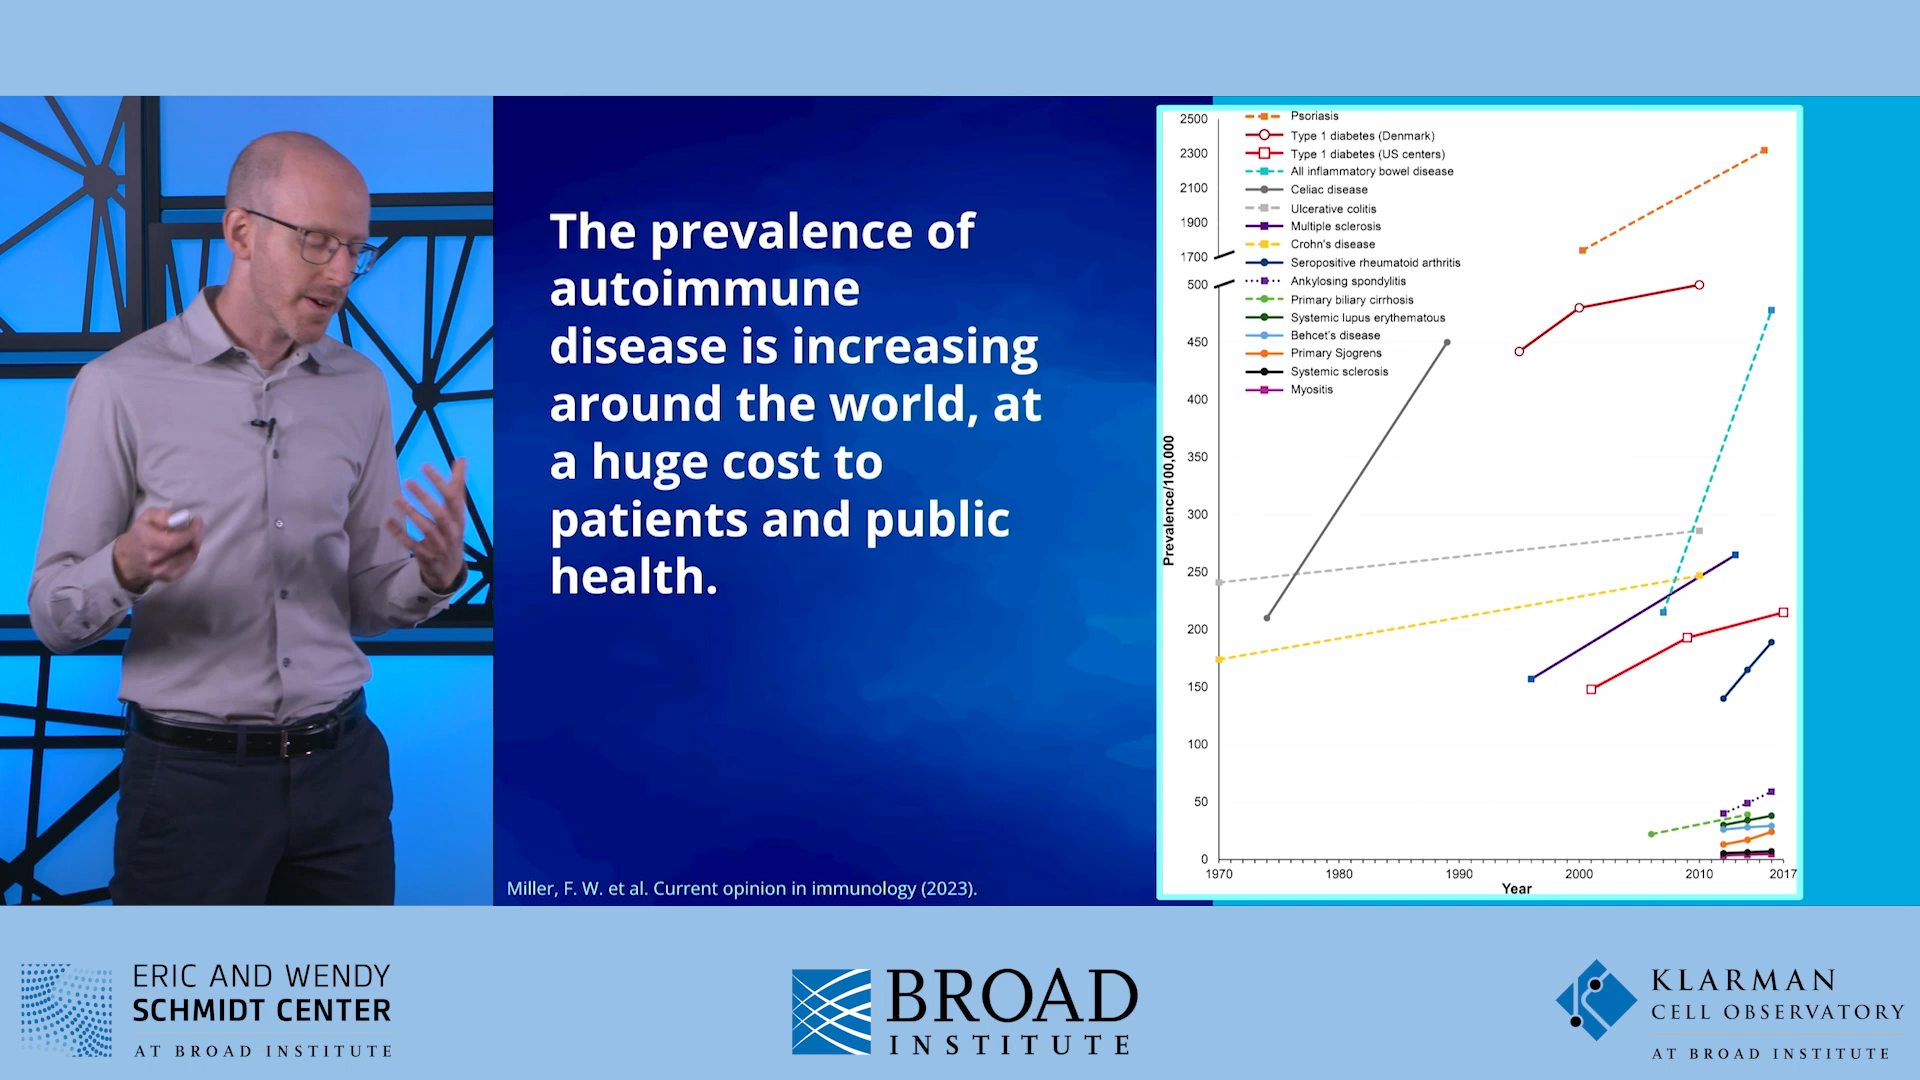 The prevalence of
autoimmune
disease is increasing
around the world, at
a huge cost to
patients and public
health.
Miller, F. W. et al. Current opinion in immunology (2023).
Psoriasis
Type 1 diabetes (Denmark)
Type 1 diabetes (US centers)
All inflammatory bowel disease
Celiac disease
Ulcerative colitis
Multiple sclerosis
Crohn's disease
Seropositive rheumatoid arthritis
Ankylosing spondylitis
Primary biliary cirrhosis
Systemic lupus erythematous
Behcet's disease
Primary Sjogrens
Systemic sclerosis
Myositis
2500
2300
2100
1900
1700
500
450
400
350
300
250
200
150
100
50
0
Prevalence/100,000
1970 1980 1990 2000 2010 2017
Year
ERIC AND WENDY
SCHMIDT CENTER
AT BROAD INSTITUTE
BROAD
INSTITUTE
KLARMAN
CELL OBSERVATORY
AT BROAD INSTITUTE